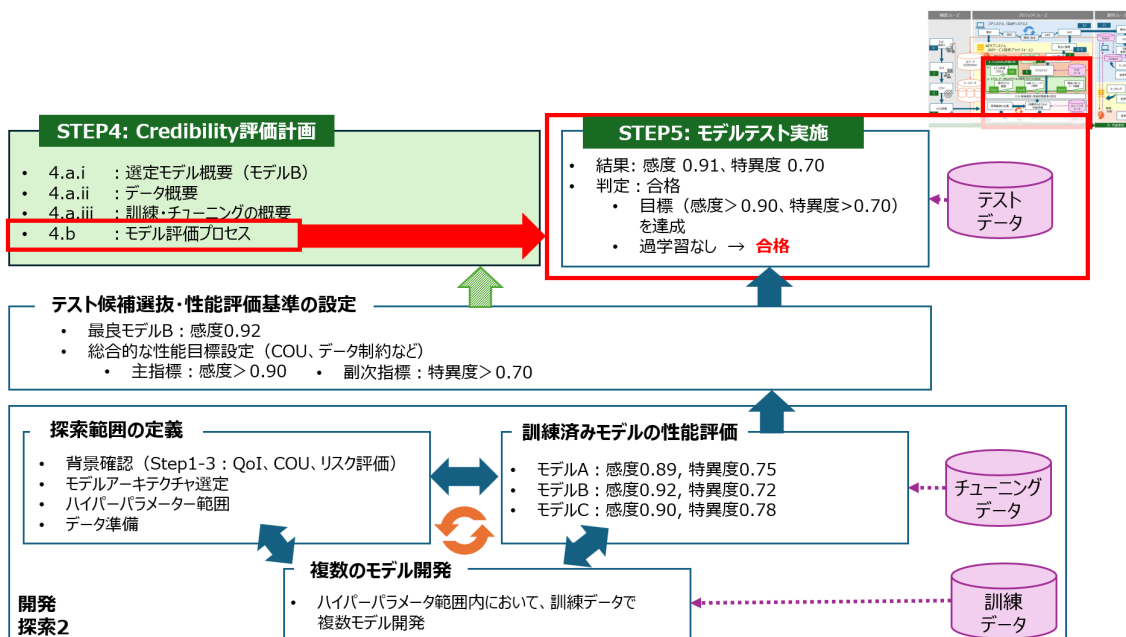 STEP4: Credibility評価計画
• 4.a.i ：選定モデル概要（モデルB）
• 4.a.ii ：データ概要
• 4.a.iii ：訓練・チューニングの概要
• 4.b ：モデル評価プロセス
STEP5: モデルテスト実施
• 結果: 感度 0.91、特異度 0.70
• 判定：合格
• 目標（感度＞0.90、特異度>0.70）
を達成
• 過学習なし → 合格
テスト
データ
テスト候補選抜・性能評価基準の設定
• 最良モデルB：感度0.92
• 総合的な性能目標設定（COU、データ制約など）
• 主指標：感度＞0.90 • 副次指標：特異度＞0.70
探索範囲の定義
• 背景確認（Step1-3：QoI、COU、リスク評価）
• モデルアーキテクチャ選定
• ハイパーパラメーター範囲
• データ準備
訓練済みモデルの性能評価
• モデルA：感度0.89, 特異度0.75
• モデルB：感度0.92, 特異度0.72
• モデルC：感度0.90, 特異度0.78
チューニング
データ
複数のモデル開発
• ハイパーパラメータ範囲内において、訓練データで
複数モデル開発
訓練
データ
開発
探索2